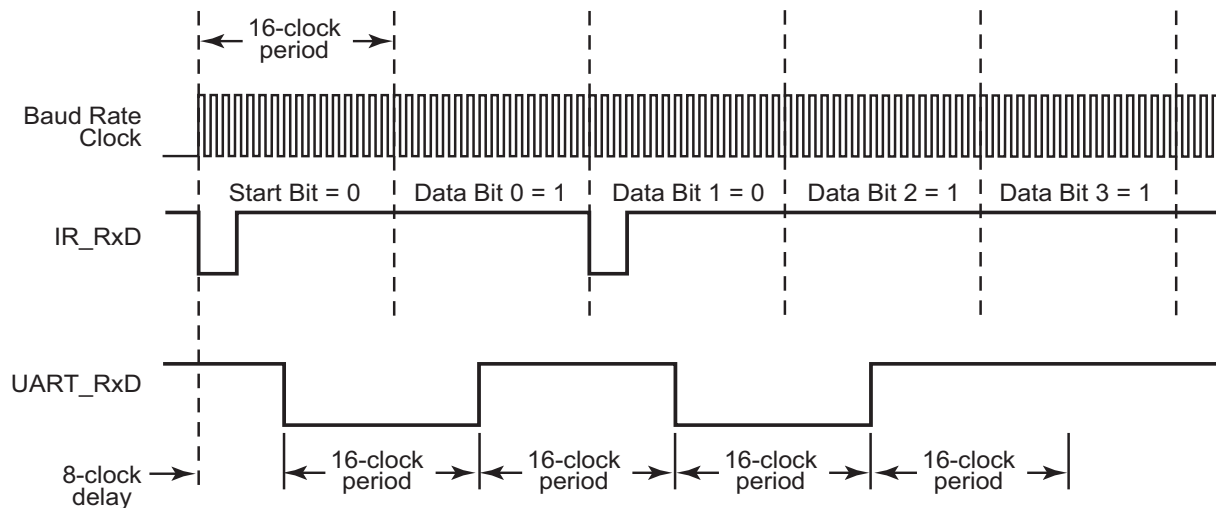 16-clock
period
Baud Rate
Clock
Start Bit = 0
Data Bit 0 = 1
Data Bit 1 = 0
Data Bit 2 = 1
Data Bit 3 = 1
IR_RxD
UART_RxD
8-clock
delay
16-clock
period
16-clock
period
16-clock
period
16-clock
period